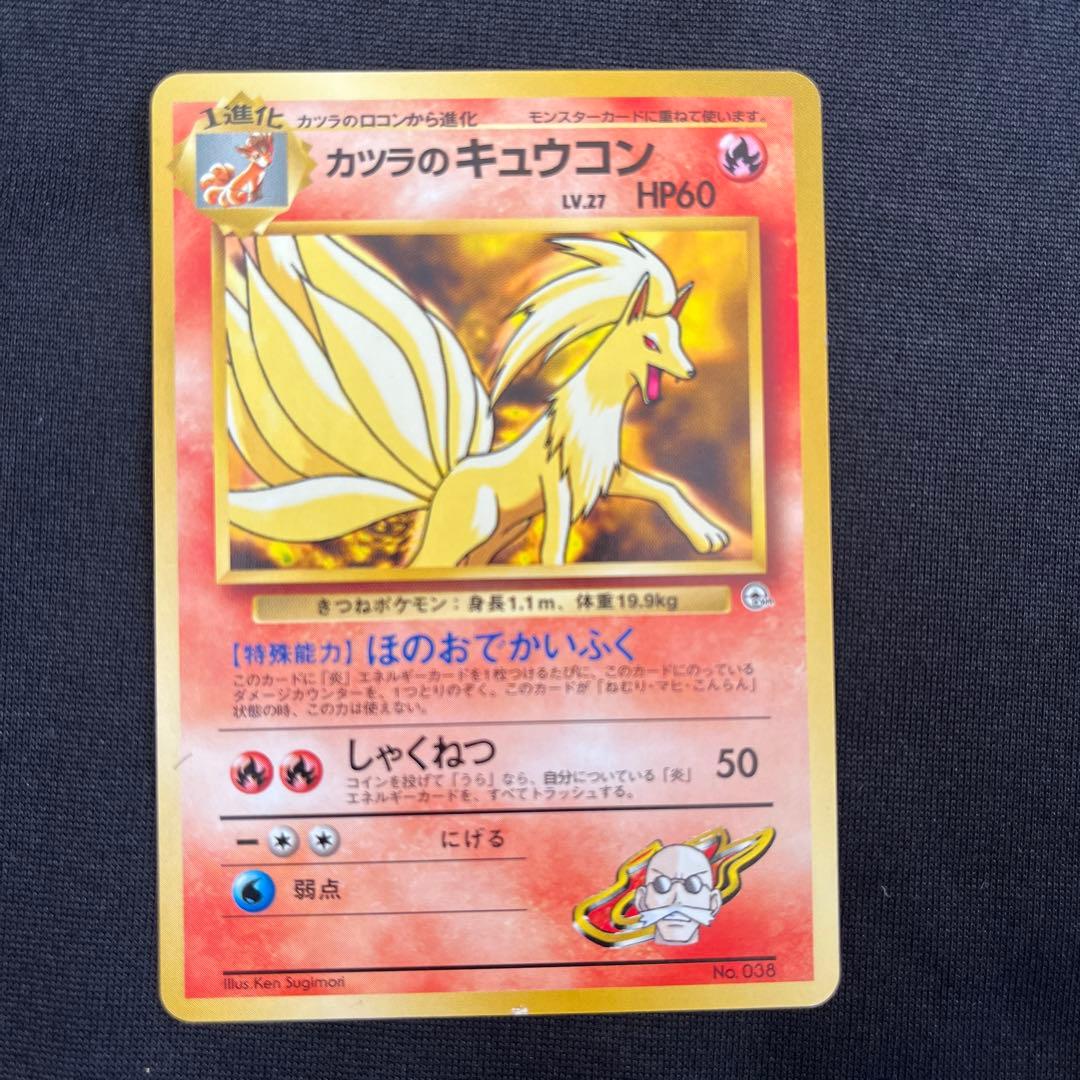 1進化 カツラのロコンから進化 モンスターカードに重ねて使います。
カツラのキュウコン
LV.27 HP60
きつねポケモン：身長1.1m、体重19.9kg
【特殊能力】ほのおでかいふく
このカードに「炎」エネルギーカードを1枚つけるたびに、このカードにのっている
ダメージカウンターを、1つとりのぞく。このカードが「ねむり・マヒ・こんらん」
状態の時、この力は使えない。
しゃくねつ 50
コインを投げて「うら」なら、自分についている「炎」
エネルギーカードを、すべてトラッシュする。
ー にげる
弱点
Illus. Ken Sugimori
No. 038